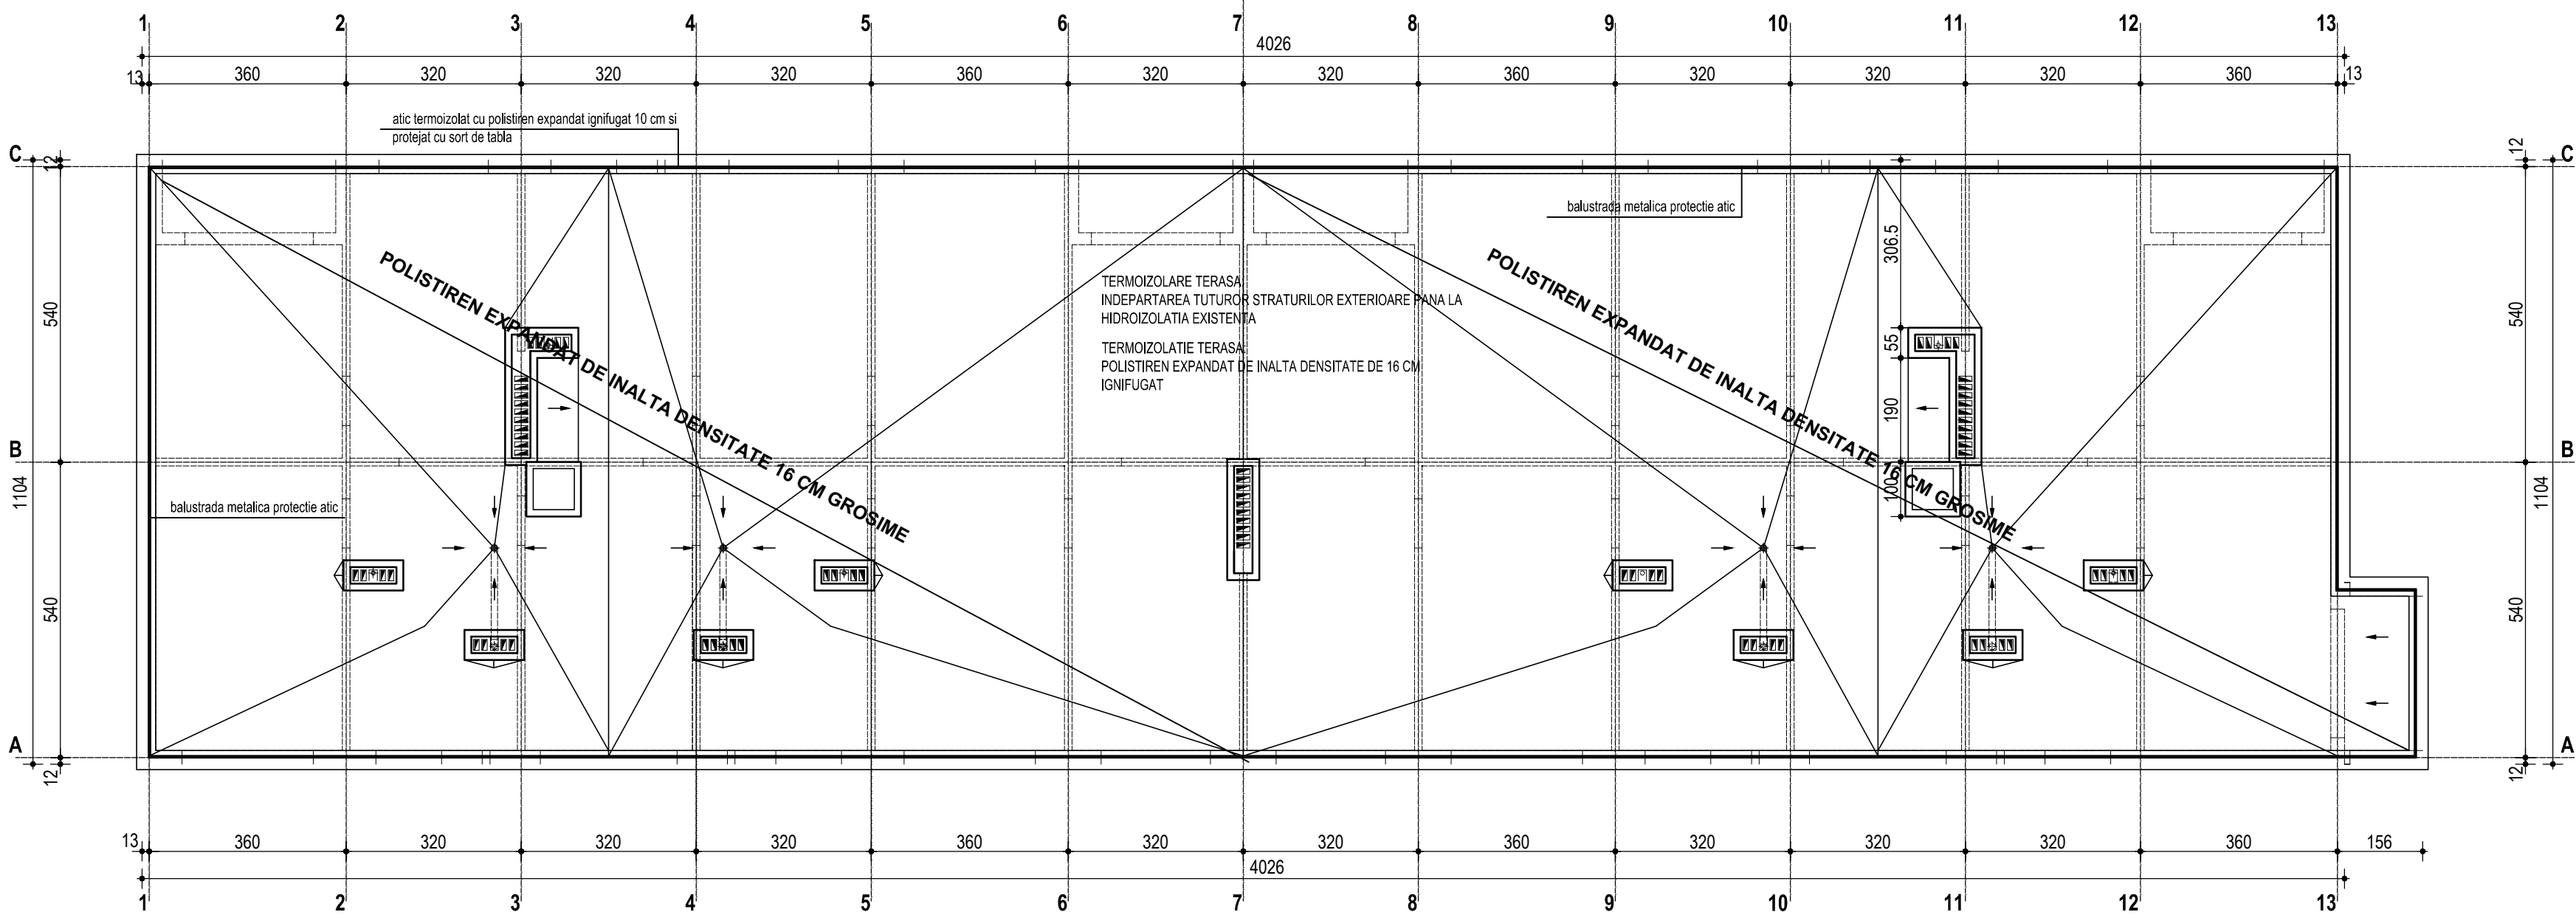 1 2 3 4 5 6 7 8 9 10 11 12 13
4026
13 360 320 320 320 360 320 320 360 320 320 320 360 13
atic termoizolat cu polistiren expandat ignifugat 10 cm si
protejat cu sort de tabla
C 12 12 C
balustrada metalica protectie atic
306.5
POLISTIREN EXPANDAT DE INALTA DENSITATE 16 CM GROSIME
POLISTIREN EXPANDAT DE INALTA DENSITATE 16 CM GROSIME
TERMOIZOLARE TERASA:
INDEPARTAREA TUTUROR STRATURILOR EXTERIOARE PANA LA
HIDROIZOLATIA EXISTENTA
TERMOIZOLATIE TERASA:
POLISTIREN EXPANDAT DE INALTA DENSITATE DE 16 CM
IGNIFUGAT
540 540
55
190
B B
1104 100 1104
balustrada metalica protectie atic
540 540
A A
12 12
13 360 320 320 320 360 320 320 360 320 320 320 360 156
4026
1 2 3 4 5 6 7 8 9 10 11 12 13